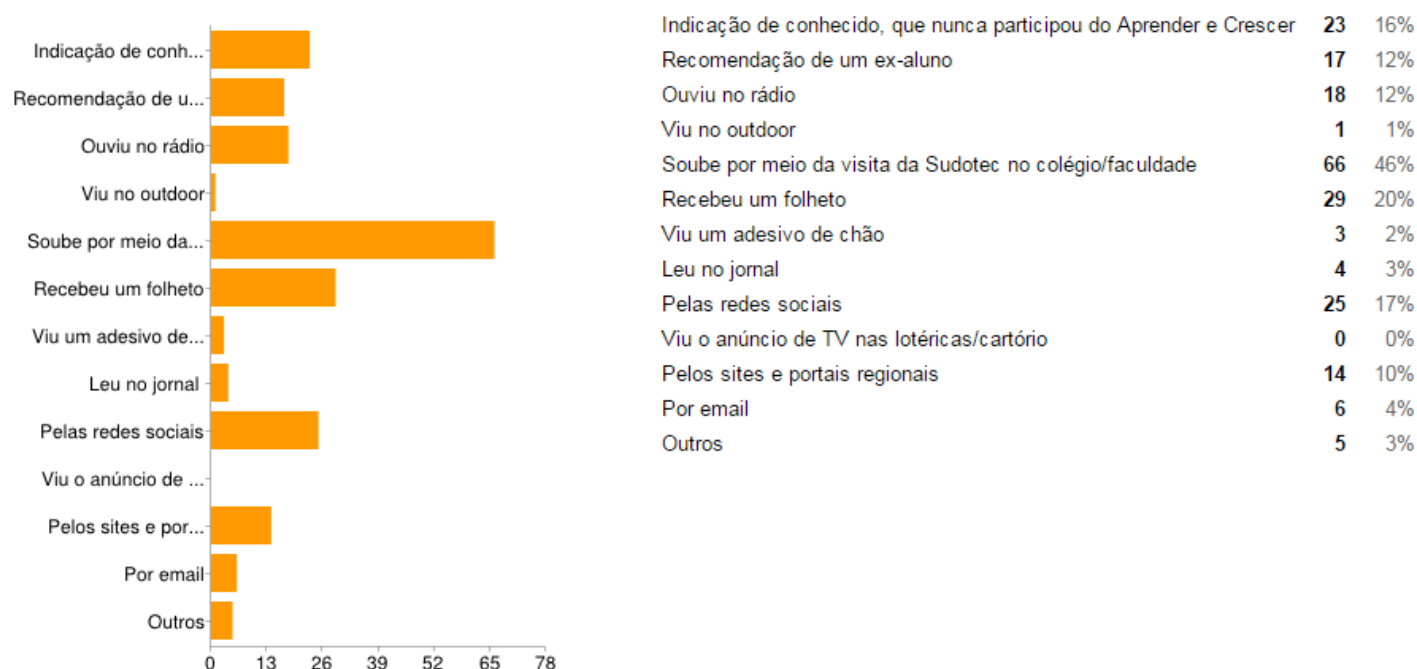 Indicação de conh...
Recomendação de u...
Ouviu no rádio
Viu no outdoor
Soube por meio da...
Recebeu um folheto
Viu um adesivo de...
Leu no jornal
Pelas redes sociais
Viu o anúncio de ...
Pelos sites e por...
Por email
Outros
0 13 26 39 52 65 78
Indicação de conhecido, que nunca participou do Aprender e Crescer 23 16%
Recomendação de um ex-aluno 17 12%
Ouviu no rádio 18 12%
Viu no outdoor 1 1%
Soube por meio da visita da Sudotec no colégio/faculdade 66 46%
Recebeu um folheto 29 20%
Viu um adesivo de chão 3 2%
Leu no jornal 4 3%
Pelas redes sociais 25 17%
Viu o anúncio de TV nas lotéricas/cartório 0 0%
Pelos sites e portais regionais 14 10%
Por email 6 4%
Outros 5 3%